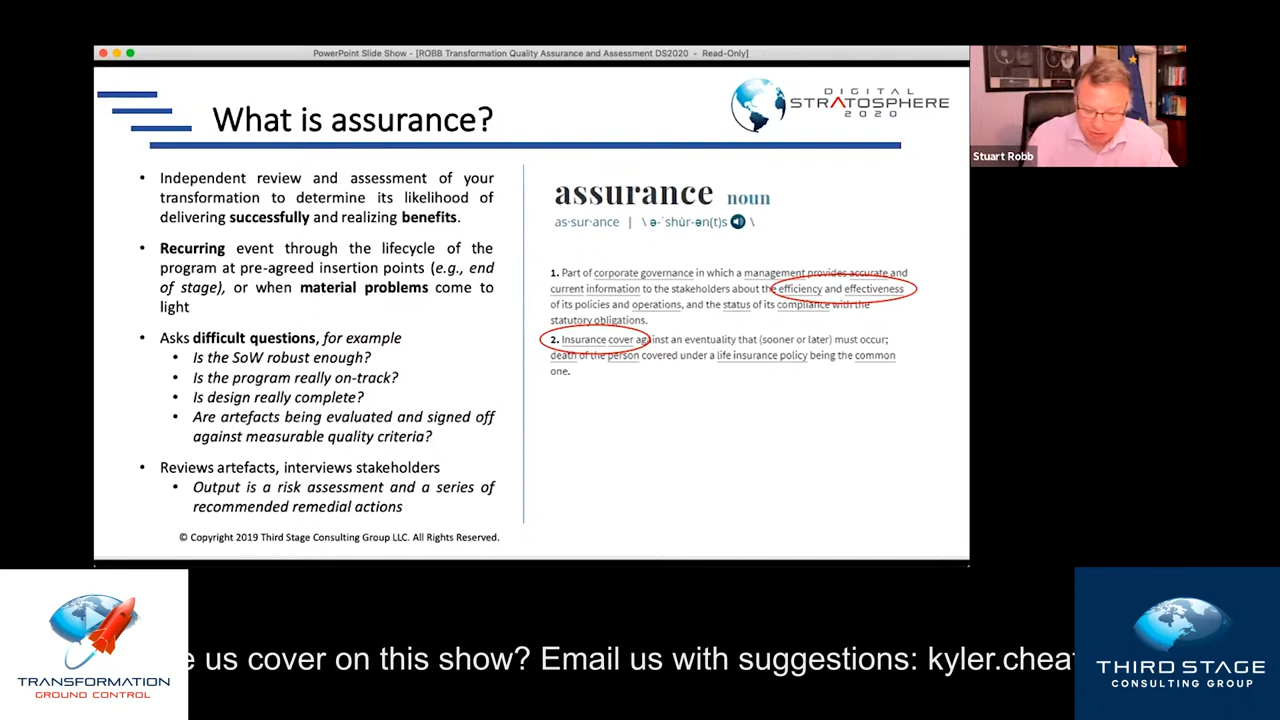 PowerPoint Slide Show - [ROBB Transformation Quality Assurance and Assessment DS2020 - Read-Only]
What is assurance?
DIGITAL
STRATOSPHERE
2020
Stuart Robb
• Independent review and assessment of your
transformation to determine its likelihood of
delivering successfully and realizing benefits.
• Recurring event through the lifecycle of the
program at pre-agreed insertion points (e.g., end
of stage), or when material problems come to
light
• Asks difficult questions, for example
• Is the SoW robust enough?
• Is the program really on-track?
• Is design really complete?
• Are artefacts being evaluated and signed off
against measurable quality criteria?
• Reviews artefacts, interviews stakeholders
• Output is a risk assessment and a series of
recommended remedial actions
© Copyright 2019 Third Stage Consulting Group LLC. All Rights Reserved.
assurance noun
as·sur·ance | \ ə-ˈshu̇r-ən(t)s \
1. Part of corporate governance in which a management provides accurate and
current information to the stakeholders about the efficiency and effectiveness
of its policies and operations, and the status of its compliance with the
statutory obligations.
2. Insurance cover against an eventuality that (sooner or later) must occur;
death of the person covered under a life insurance policy being the common
one.
TRANSFORMATION
GROUND CONTROL
us cover on this show? Email us with suggestions: kyler.cheat
THIRD STAGE
CONSULTING GROUP